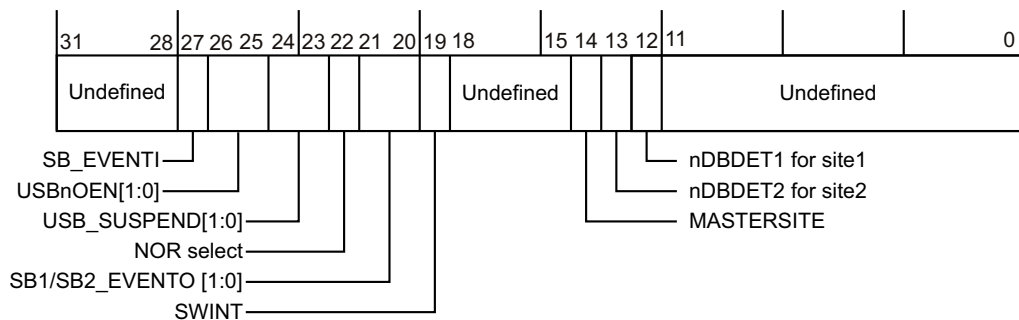 31 28 27 26 25 24 23 22 21 20 19 18 15 14 13 12 11 0
Undefined Undefined Undefined
SB_EVENTI nDBDET1 for site1
USBnOEN[1:0] nDBDET2 for site2
USB_SUSPEND[1:0] MASTERSITE
NOR select
SB1/SB2_EVENTO [1:0]
SWINT